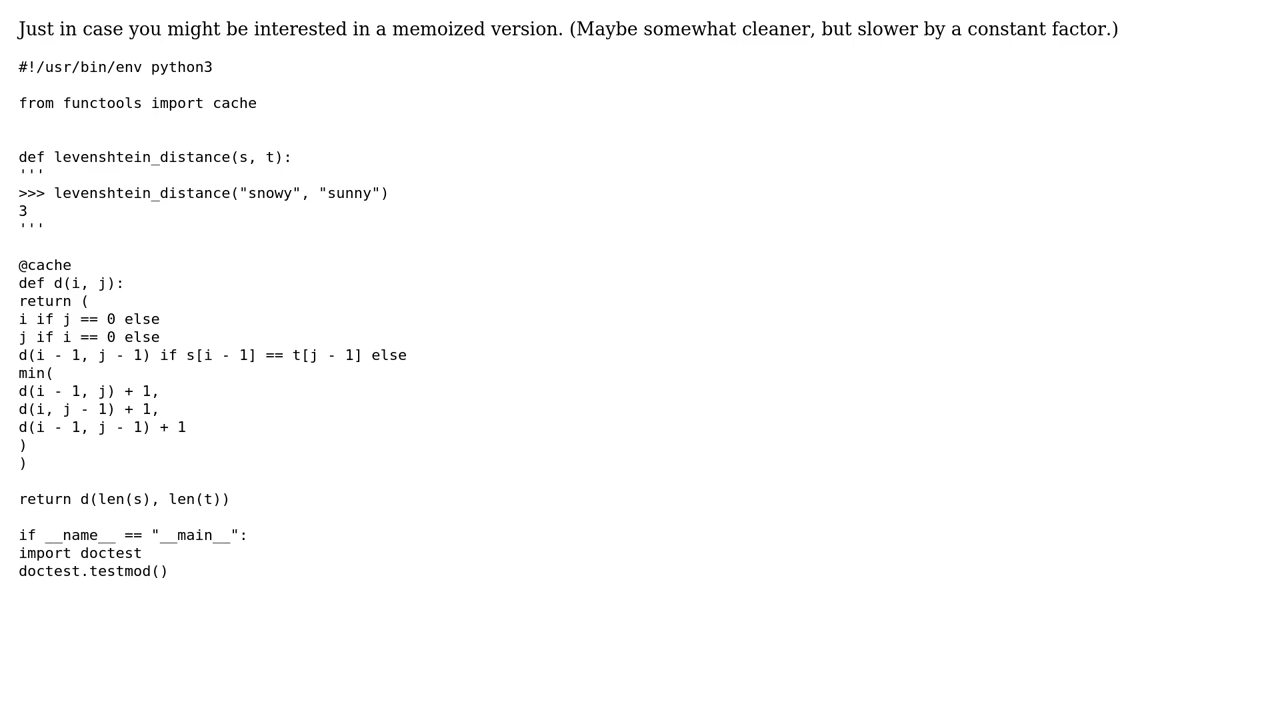 Just in case you might be interested in a memoized version. (Maybe somewhat cleaner, but slower by a constant factor.)
#!/usr/bin/env python3
from functools import cache
def levenshtein_distance(s, t):
'''
>>> levenshtein_distance("snowy", "sunny")
3
'''
@cache
def d(i, j):
return (
i if j == 0 else
j if i == 0 else
d(i - 1, j - 1) if s[i - 1] == t[j - 1] else
min(
d(i - 1, j) + 1,
d(i, j - 1) + 1,
d(i - 1, j - 1) + 1
)
)
return d(len(s), len(t))
if __name__ == "__main__":
import doctest
doctest.testmod()